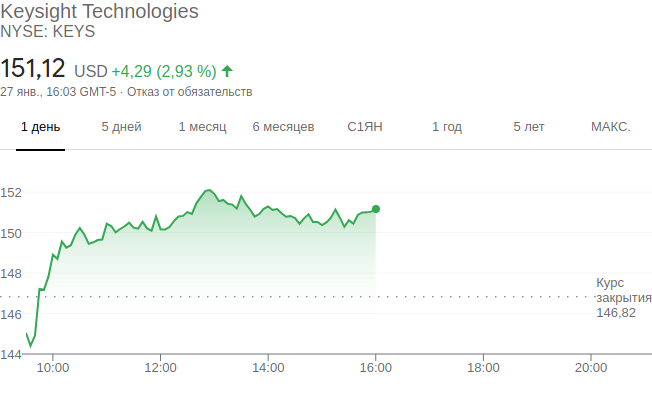 Keysight Technologies
NYSE: KEYS
151,12 USD +4,29 (2,93 %)
27 янв., 16:03 GMT-5 · Отказ от обязательств
1 день 5 дней 1 месяц 6 месяцев С1ЯН 1 год 5 лет МАКС.
152
150
148
Курс
закрытия
146,82
146
144
10:00 12:00 14:00 16:00 18:00 20:00